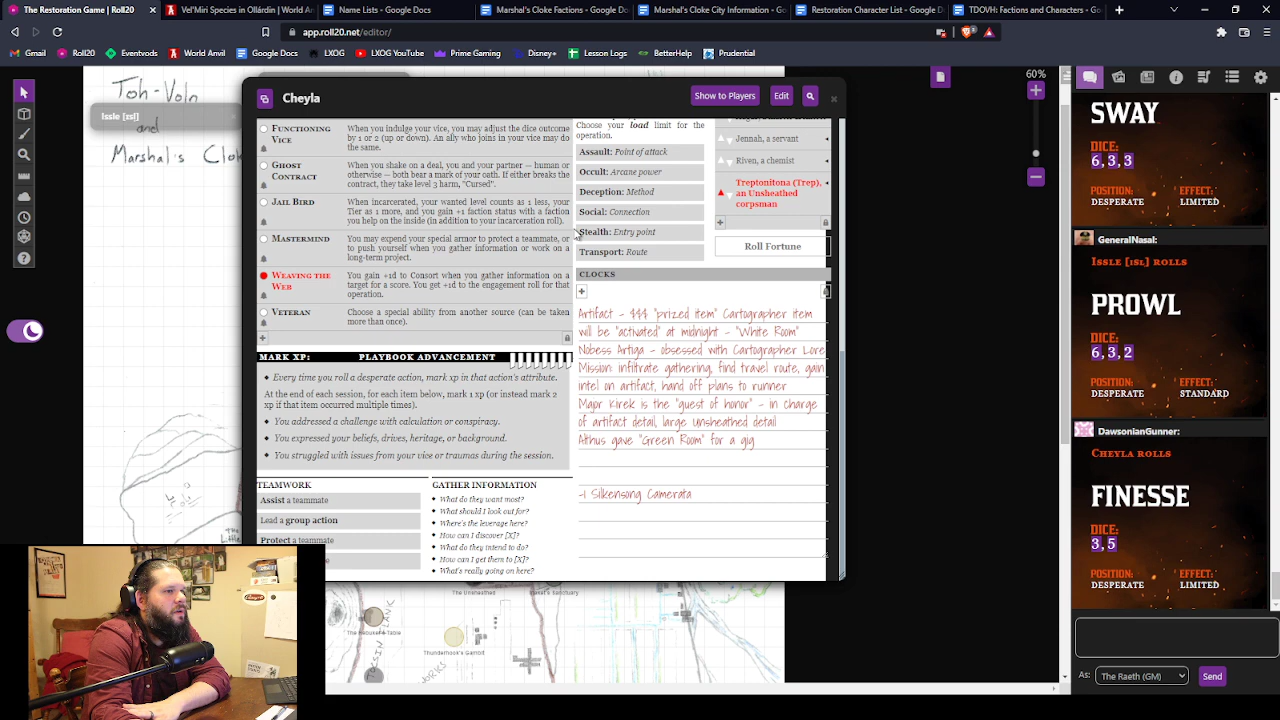 The Restoration Game | Roll20
Vel'Miri Species in Ollårdin | World An
Name Lists - Google Docs
Marshal's Cloke Factions - Google Do
Marshal's Cloke City Information - G
Restoration Character List - Google D
TDOVH: Factions and Characters - G
app.roll20.net/editor/
Gmail
Roll20
Eventvods
World Anvil
Google Docs
LXOG
LXOG YouTube
Prime Gaming
Disney+
Lesson Logs
BetterHelp
Prindustrial
Toh-Voln
and
Marshal's Clok
Issle [ɪsl]
Cheyla
Show to Players
Edit
60%
Functioning Vice
When you indulge your vice, you may adjust the dice outcome
by 1 or 2 (up or down). An ally who joins in your vice may do
the same.
Ghost Contract
When you shake on a deal, you and your partner — human or
otherwise — both bear a mark of your oath. If either breaks the
contract, they take level 3 harm, "Cursed".
Jail Bird
When incarcerated, your wanted level counts as 1 less, your
Tier as 1 more, and you gain +1 faction status with a faction
you help on the inside (in addition to your incarceration roll).
Mastermind
You may expend your special armor to protect a teammate, or
to push yourself when you gather information or work on a
long-term project.
Weaving the Web
You gain +1d to Consort when you gather information on a
target for a score. You get +1d to the engagement roll for that
operation.
Veteran
Choose a special ability from another source (can be taken
more than once).
MARK XP:
PLAYBOOK ADVANCEMENT
Every time you roll a desperate action, mark xp in that action's attribute.
At the end of each session, for each item below, mark 1 xp (or instead mark 2
xp if that item occurred multiple times).
You addressed a challenge with calculation or conspiracy.
You expressed your beliefs, drives, heritage, or background.
You struggled with issues from your vice or traumas during the session.
TEAMWORK
Assist a teammate
Lead a group action
Protect a teammate
GATHER INFORMATION
What do they want most?
What should I look out for?
Where's the leverage here?
How can I discover [X]?
What do they intend to do?
How can I get them to [X]?
What's really going on here?
Choose your load limit for the
operation.
Assault: Point of attack
Occult: Arcane power
Deception: Method
Social: Connection
Stealth: Entry point
Transport: Route
Jennah, a servant
Riven, a chemist
Treptonitona (Trep),
an Unsheathed
corpsman
Roll Fortune
CLOCKS
Artifact - 444 "prized item" Cartographer item
will be "activated" at midnight - "White Room"
Nobess Artiga - obsessed with Cartographer Lore
Mission: infiltrate gathering, find travel route, gain
intel on artifact, hand off plans to runner
Major Kirek is the "guest of honor" - in charge
of artifact detail, large Unsheathed detail
Althus gave "Green Room" for a gig
-1 Silkensong Camerata
The Unsheathed
Thunderhook's Garrod
SWAY
DICE:
6, 3, 3
POSITION:
DESPERATE
EFFECT:
LIMITED
GeneralNasal:
Issle [ɪsl] rolls
PROWL
DICE:
6, 3, 2
POSITION:
DESPERATE
EFFECT:
STANDARD
DawsonianGunner:
Cheyla rolls
FINESSE
DICE:
3, 5
POSITION:
DESPERATE
EFFECT:
LIMITED
As:
The Raeth (GM)
Send